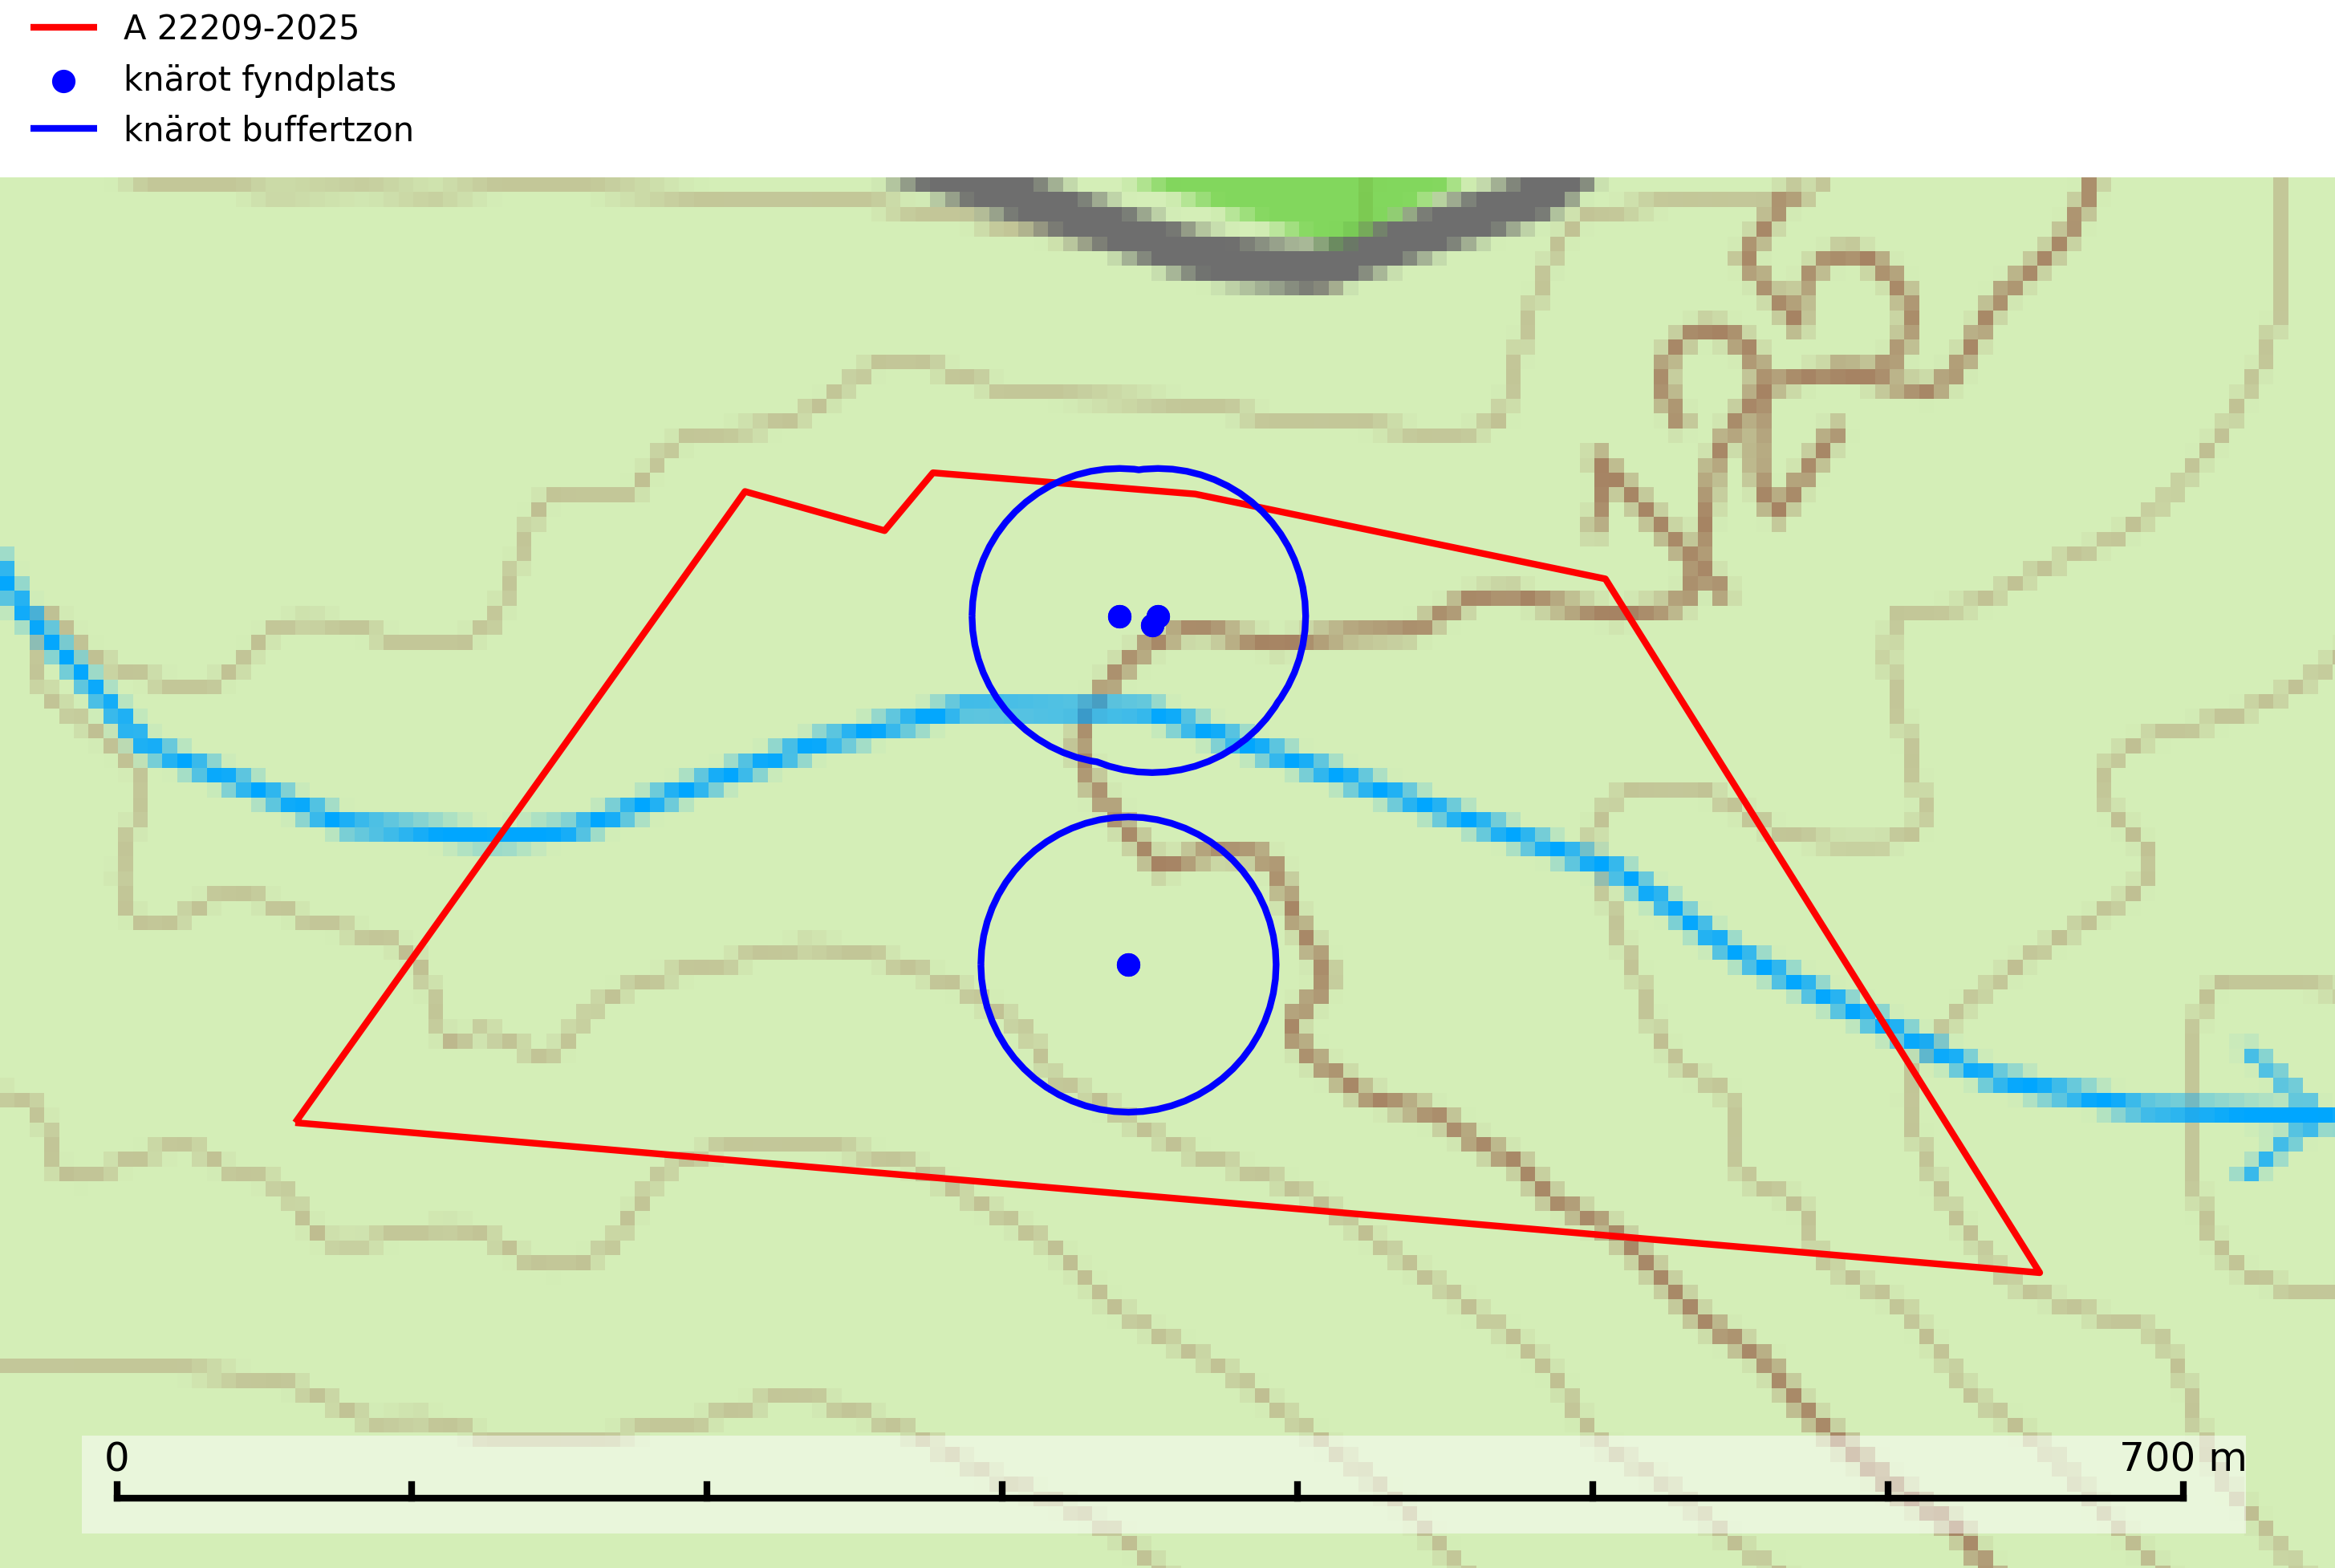 A 22209-2025
knärot fyndplats
knärot buffertzon
0
700 m